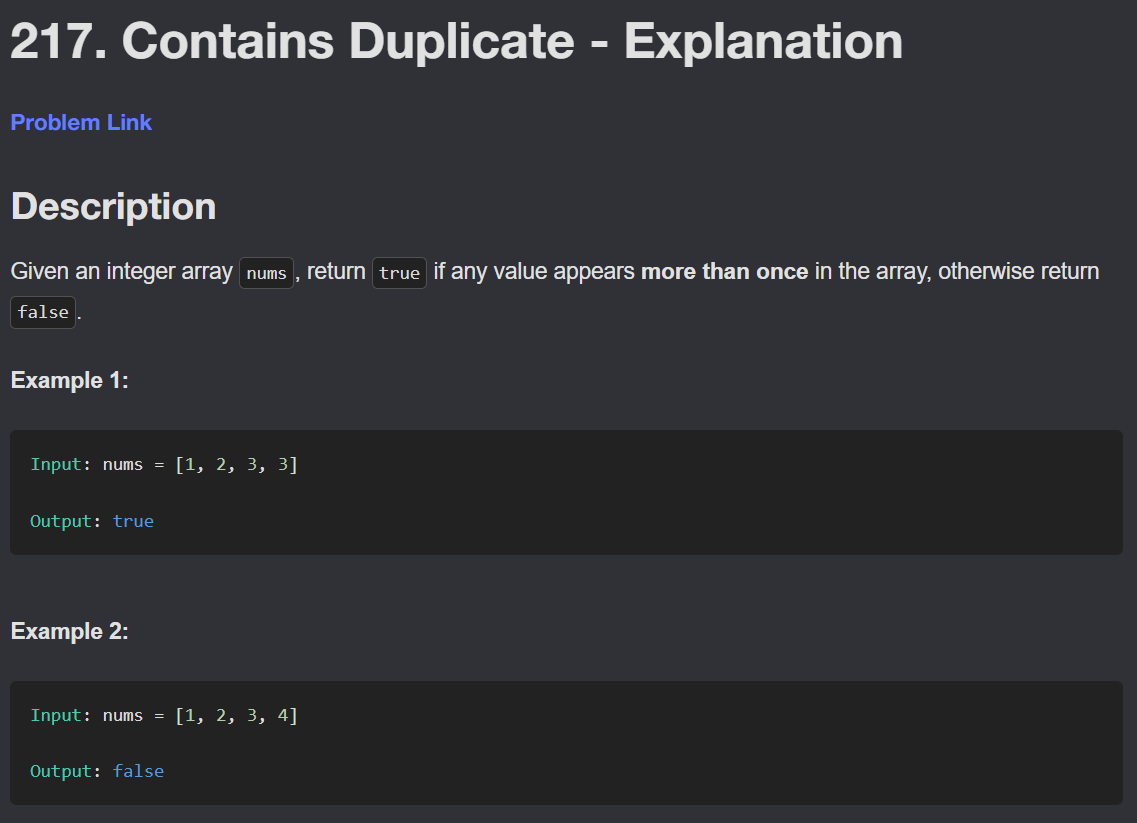 217. Contains Duplicate - Explanation
Problem Link
Description
Given an integer array nums, return true if any value appears more than once in the array, otherwise return
false.
Example 1:
Input: nums = [1, 2, 3, 3]
Output: true
Example 2:
Input: nums = [1, 2, 3, 4]
Output: false